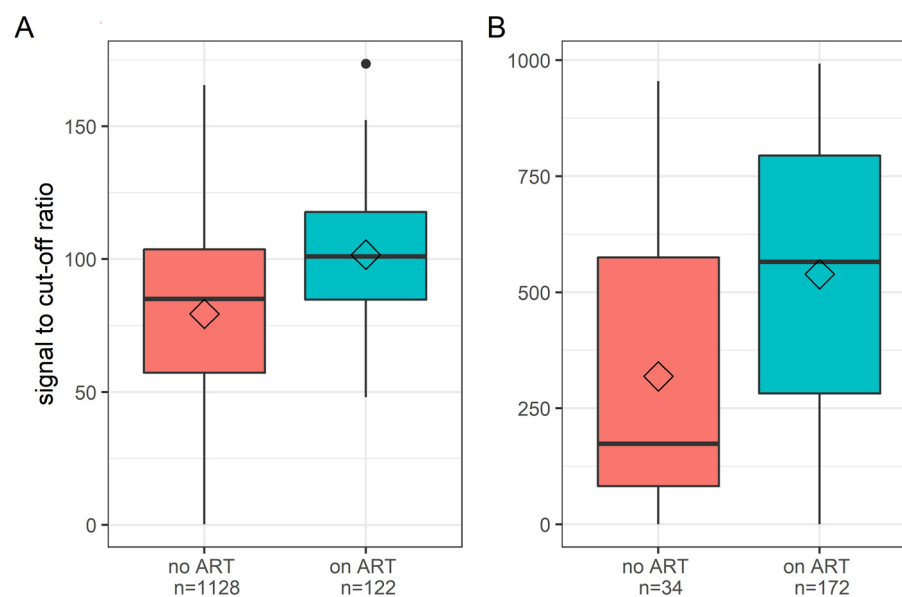 A
B
signal to cut-off ratio
150
100
50
0
no ART
n=1128
on ART
n=122
1000
750
500
250
0
no ART
n=34
on ART
n=172